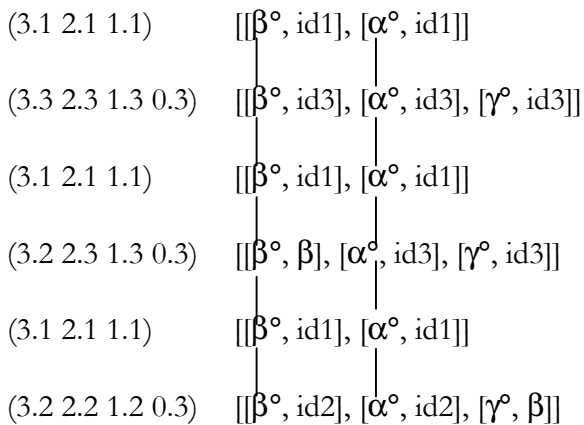 (3.1 2.1 1.1) [[β°, id1], [α°, id1]]
(3.3 2.3 1.3 0.3) [[β°, id3], [α°, id3], [γ°, id3]]
(3.1 2.1 1.1) [[β°, id1], [α°, id1]]
(3.2 2.3 1.3 0.3) [[β°, β], [α°, id3], [γ°, id3]]
(3.1 2.1 1.1) [[β°, id1], [α°, id1]]
(3.2 2.2 1.2 0.3) [[β°, id2], [α°, id2], [γ°, β]]